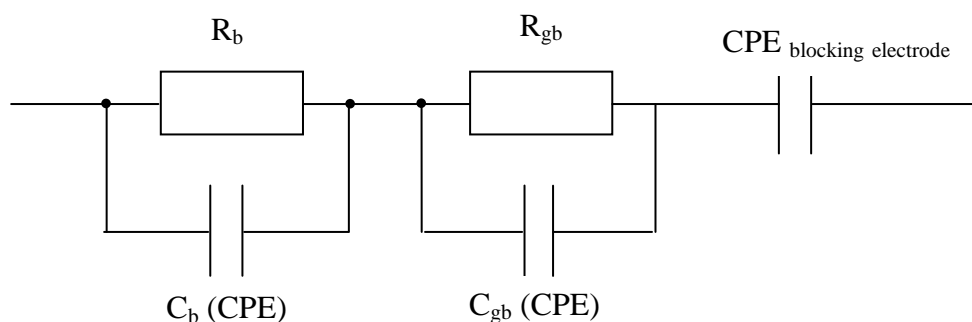 R_b
R_gb
CPE blocking electrode
C_b (CPE)
C_gb (CPE)